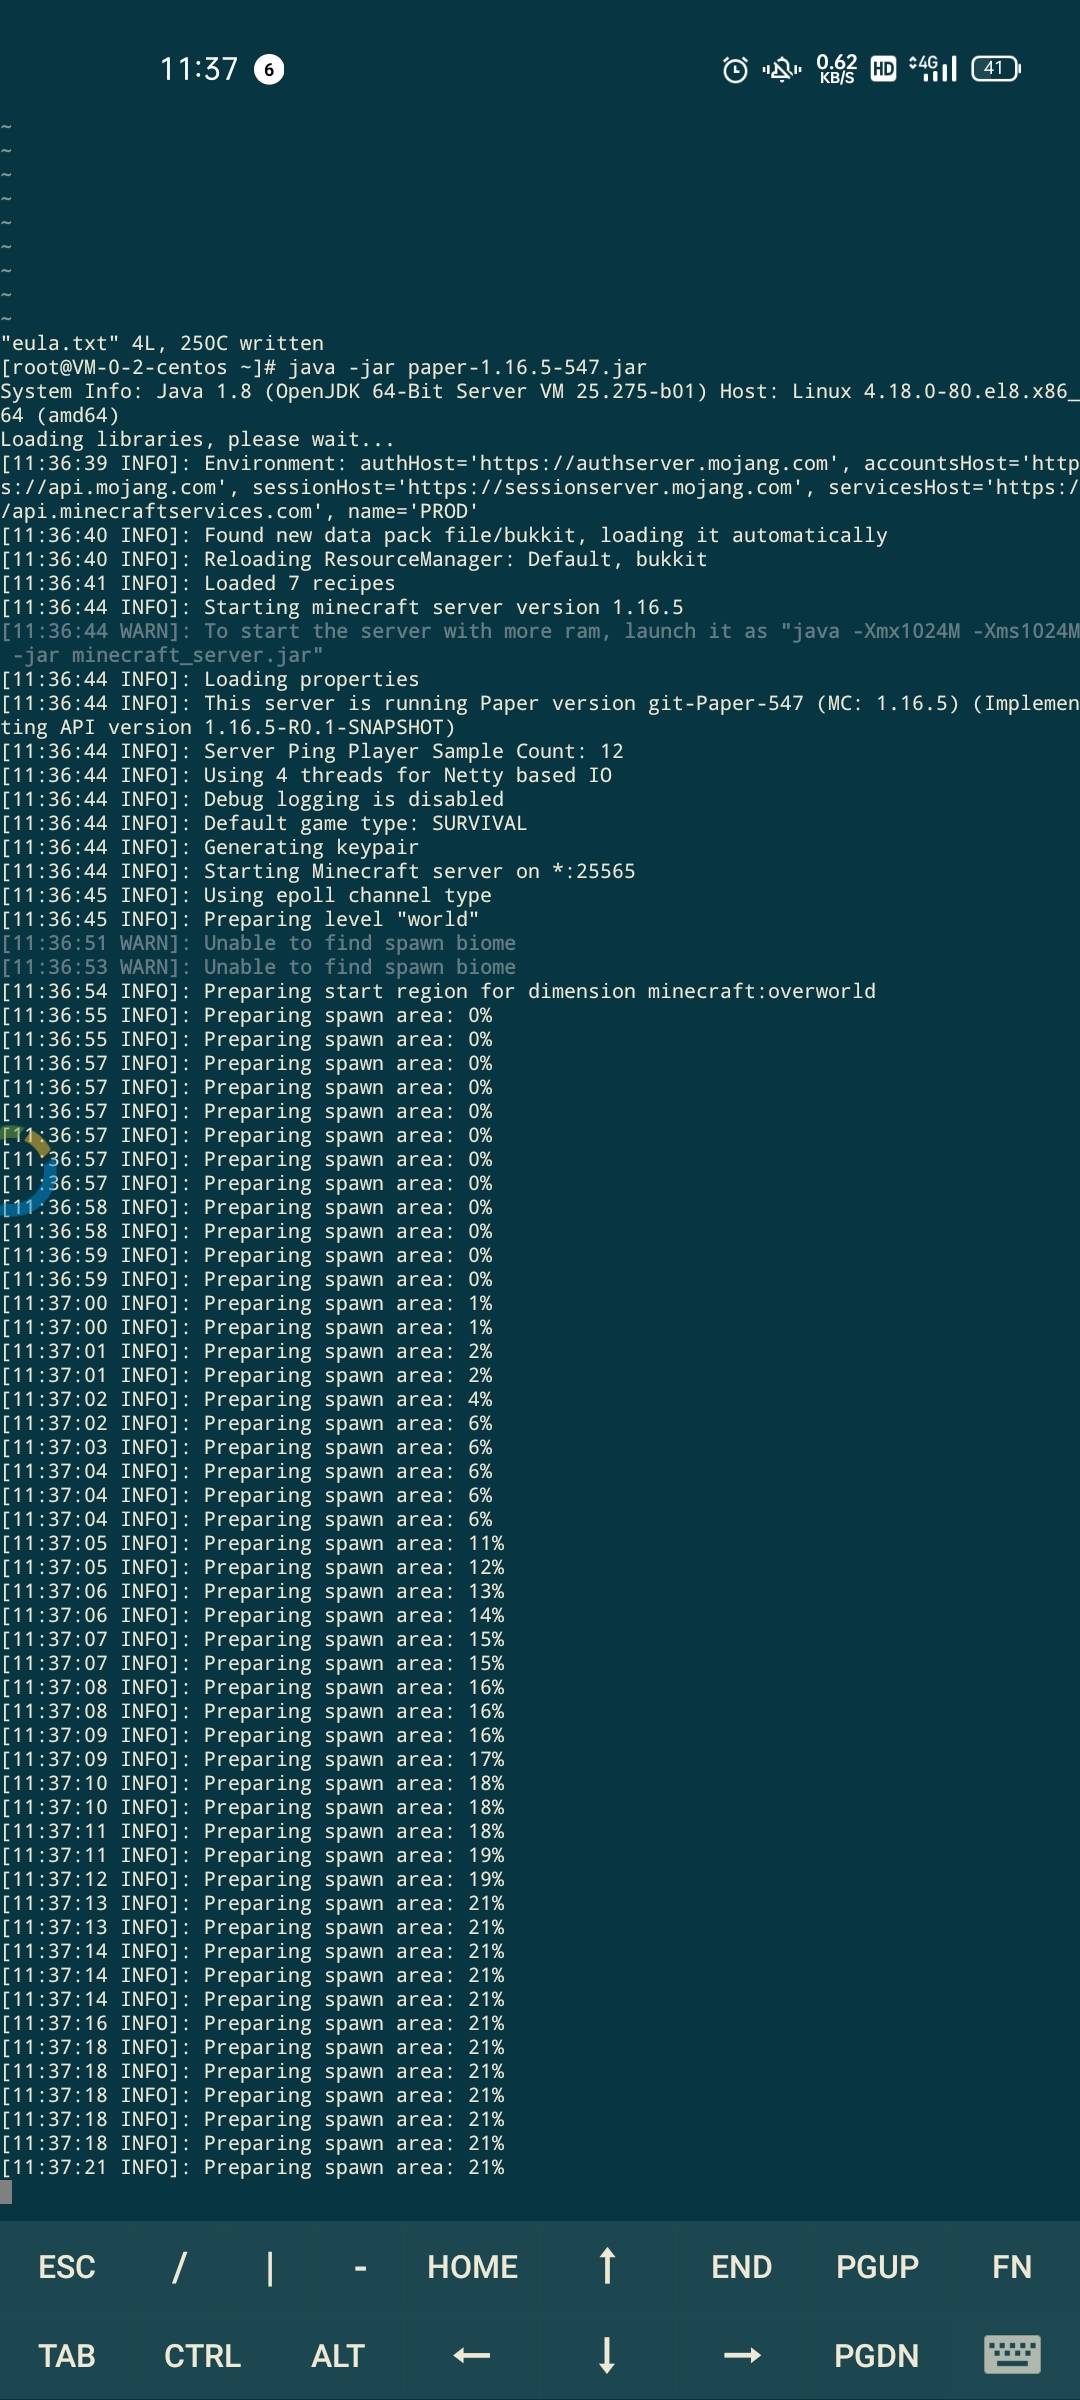 11:37 6 0.62 KB/S HD 4G 41
~
~
~
~
~
~
~
~
~
"eula.txt" 4L, 250C written
[root@VM-0-2-centos ~]# java -jar paper-1.16.5-547.jar
System Info: Java 1.8 (OpenJDK 64-Bit Server VM 25.275-b01) Host: Linux 4.18.0-80.el8.x86_
64 (amd64)
Loading libraries, please wait...
[11:36:39 INFO]: Environment: authHost='https://authserver.mojang.com', accountsHost='http
s://api.mojang.com', sessionHost='https://sessionserver.mojang.com', servicesHost='https:/
/api.minecraftservices.com', name='PROD'
[11:36:40 INFO]: Found new data pack file/bukkit, loading it automatically
[11:36:40 INFO]: Reloading ResourceManager: Default, bukkit
[11:36:41 INFO]: Loaded 7 recipes
[11:36:44 INFO]: Starting minecraft server version 1.16.5
[11:36:44 WARN]: To start the server with more ram, launch it as "java -Xmx1024M -Xms1024M
 -jar minecraft_server.jar"
[11:36:44 INFO]: Loading properties
[11:36:44 INFO]: This server is running Paper version git-Paper-547 (MC: 1.16.5) (Implemen
ting API version 1.16.5-R0.1-SNAPSHOT)
[11:36:44 INFO]: Server Ping Player Sample Count: 12
[11:36:44 INFO]: Using 4 threads for Netty based IO
[11:36:44 INFO]: Debug logging is disabled
[11:36:44 INFO]: Default game type: SURVIVAL
[11:36:44 INFO]: Generating keypair
[11:36:44 INFO]: Starting Minecraft server on *:25565
[11:36:45 INFO]: Using epoll channel type
[11:36:45 INFO]: Preparing level "world"
[11:36:51 WARN]: Unable to find spawn biome
[11:36:53 WARN]: Unable to find spawn biome
[11:36:54 INFO]: Preparing start region for dimension minecraft:overworld
[11:36:55 INFO]: Preparing spawn area: 0%
[11:36:55 INFO]: Preparing spawn area: 0%
[11:36:57 INFO]: Preparing spawn area: 0%
[11:36:57 INFO]: Preparing spawn area: 0%
[11:36:57 INFO]: Preparing spawn area: 0%
[11:36:57 INFO]: Preparing spawn area: 0%
[11:36:57 INFO]: Preparing spawn area: 0%
[11:36:57 INFO]: Preparing spawn area: 0%
[11:36:58 INFO]: Preparing spawn area: 0%
[11:36:58 INFO]: Preparing spawn area: 0%
[11:36:59 INFO]: Preparing spawn area: 0%
[11:36:59 INFO]: Preparing spawn area: 0%
[11:37:00 INFO]: Preparing spawn area: 1%
[11:37:00 INFO]: Preparing spawn area: 1%
[11:37:01 INFO]: Preparing spawn area: 2%
[11:37:01 INFO]: Preparing spawn area: 2%
[11:37:02 INFO]: Preparing spawn area: 4%
[11:37:02 INFO]: Preparing spawn area: 6%
[11:37:03 INFO]: Preparing spawn area: 6%
[11:37:04 INFO]: Preparing spawn area: 6%
[11:37:04 INFO]: Preparing spawn area: 6%
[11:37:04 INFO]: Preparing spawn area: 6%
[11:37:05 INFO]: Preparing spawn area: 11%
[11:37:05 INFO]: Preparing spawn area: 12%
[11:37:06 INFO]: Preparing spawn area: 13%
[11:37:06 INFO]: Preparing spawn area: 14%
[11:37:07 INFO]: Preparing spawn area: 15%
[11:37:07 INFO]: Preparing spawn area: 15%
[11:37:08 INFO]: Preparing spawn area: 16%
[11:37:08 INFO]: Preparing spawn area: 16%
[11:37:09 INFO]: Preparing spawn area: 16%
[11:37:09 INFO]: Preparing spawn area: 17%
[11:37:10 INFO]: Preparing spawn area: 18%
[11:37:10 INFO]: Preparing spawn area: 18%
[11:37:11 INFO]: Preparing spawn area: 18%
[11:37:11 INFO]: Preparing spawn area: 19%
[11:37:12 INFO]: Preparing spawn area: 19%
[11:37:13 INFO]: Preparing spawn area: 21%
[11:37:13 INFO]: Preparing spawn area: 21%
[11:37:14 INFO]: Preparing spawn area: 21%
[11:37:14 INFO]: Preparing spawn area: 21%
[11:37:14 INFO]: Preparing spawn area: 21%
[11:37:16 INFO]: Preparing spawn area: 21%
[11:37:18 INFO]: Preparing spawn area: 21%
[11:37:18 INFO]: Preparing spawn area: 21%
[11:37:18 INFO]: Preparing spawn area: 21%
[11:37:18 INFO]: Preparing spawn area: 21%
[11:37:18 INFO]: Preparing spawn area: 21%
[11:37:21 INFO]: Preparing spawn area: 21%
ESC / | - HOME ↑ END PGUP FN
TAB CTRL ALT ← ↓ → PGDN